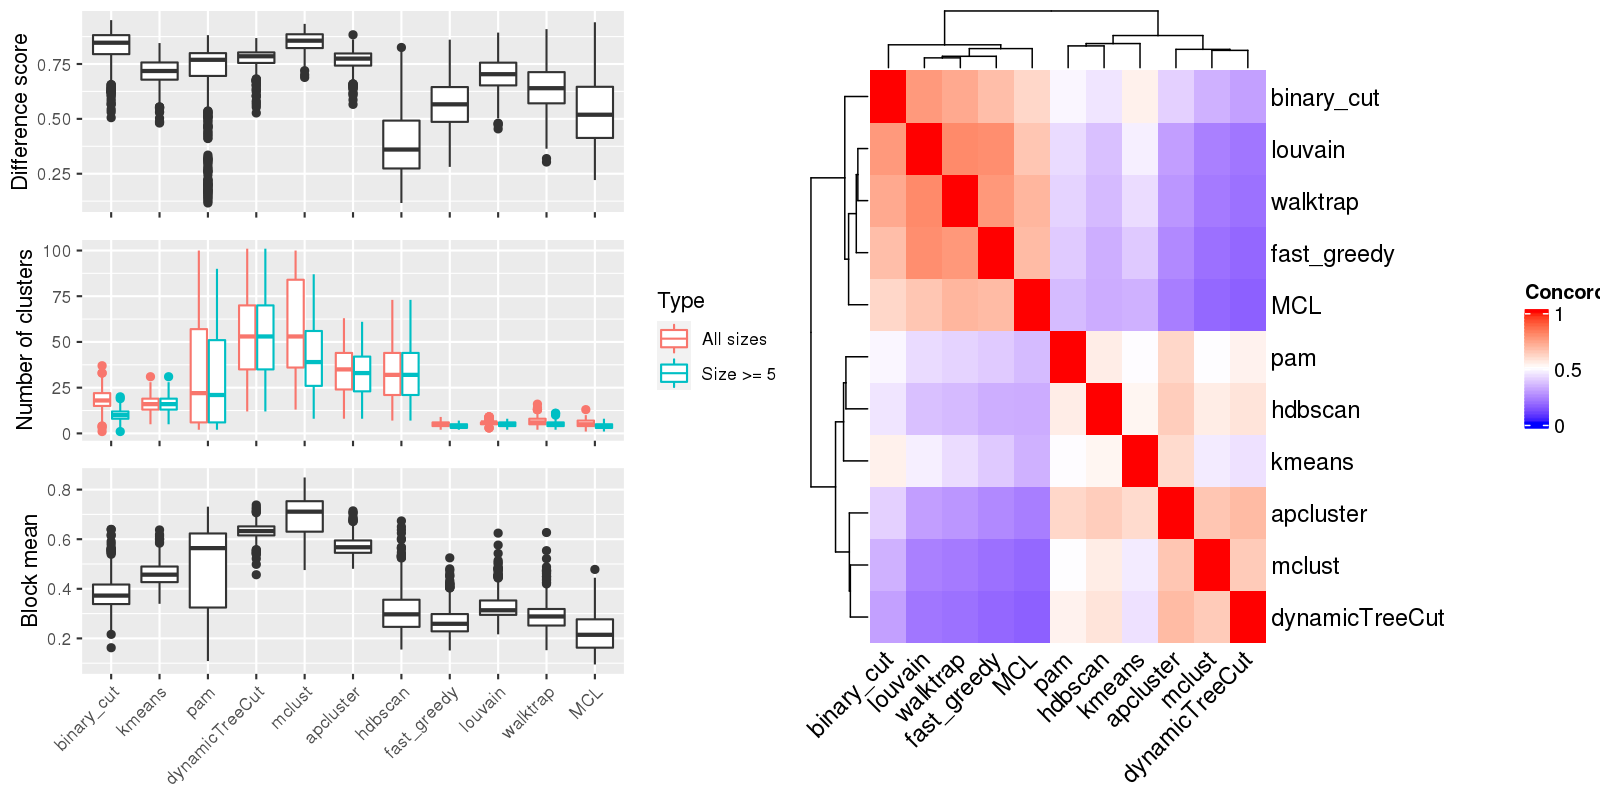 Difference score
0.75
0.50
0.25
Number of clusters
100
75
50
25
0
Block mean
0.8
0.6
0.4
0.2
binary_cut
kmeans
pam
dynamicTreeCut
mclust
apcluster
hdbscan
fast_greedy
louvain
walktrap
MCL
Type
All sizes
Size >= 5
binary_cut
louvain
walktrap
fast_greedy
MCL
pam
hdbscan
kmeans
apcluster
mclust
dynamicTreeCut
binary_cut
louvain
walktrap
fast_greedy
MCL
pam
hdbscan
kmeans
apcluster
mclust
dynamicTreeCut
Concor
1
0.5
0